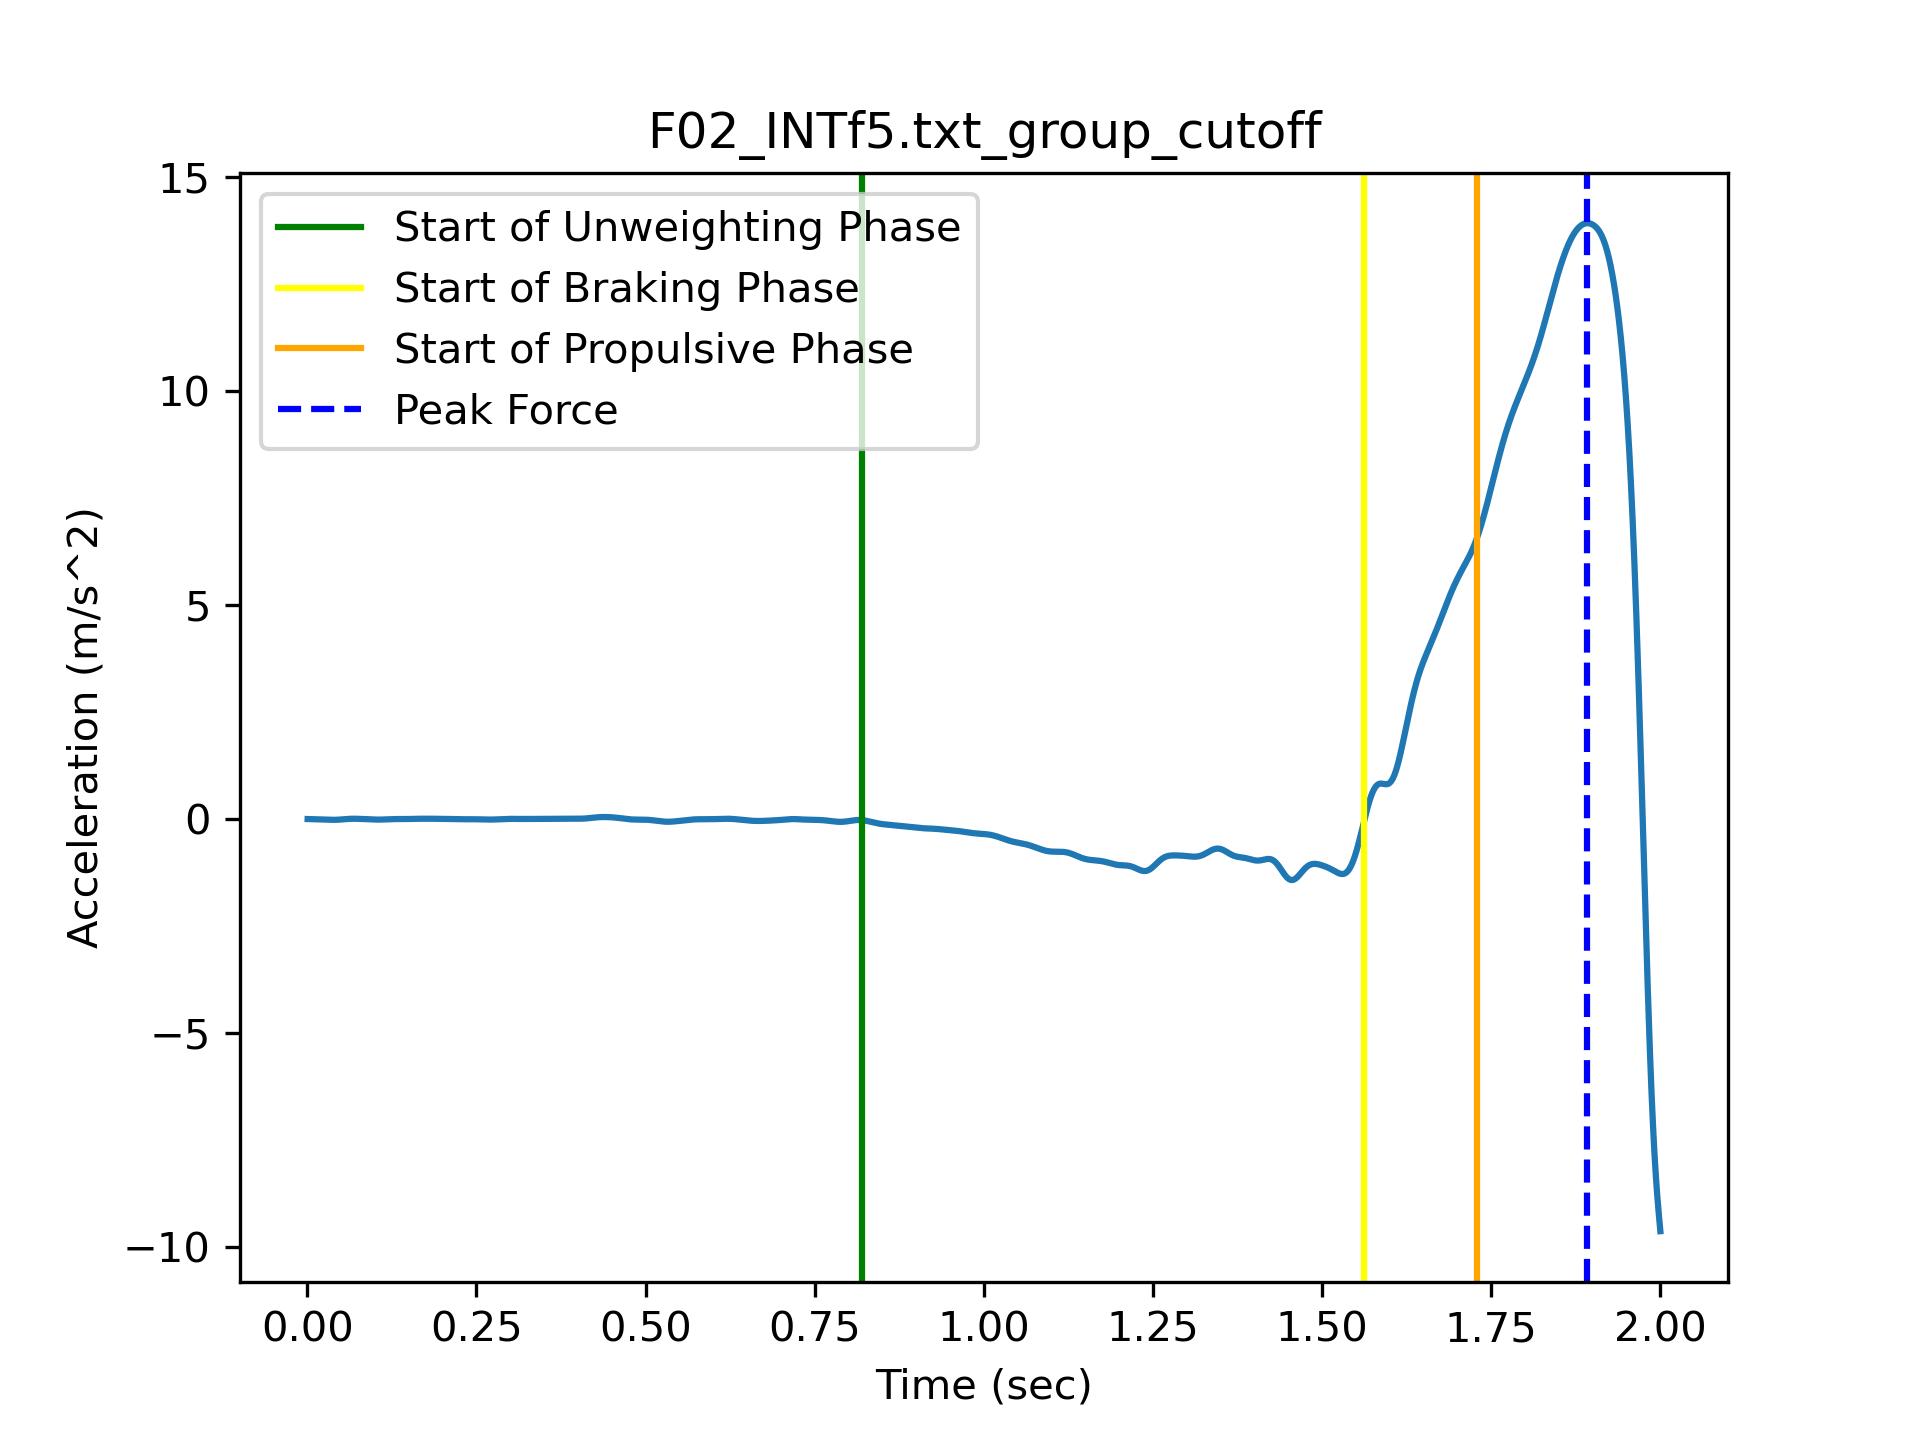 F02_INTf5.txt_group_cutoff
Start of Unweighting Phase
Start of Braking Phase
Start of Propulsive Phase
Peak Force
15
10
5
0
−5
−10
Acceleration (m/s^2)
0.00 0.25 0.50 0.75 1.00 1.25 1.50 1.75 2.00
Time (sec)